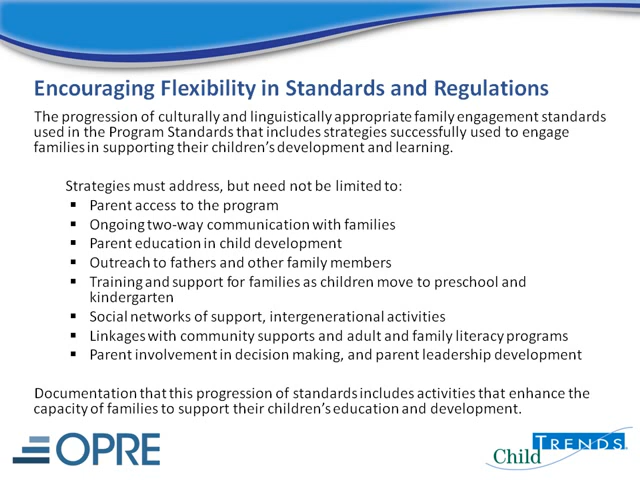 Encouraging Flexibility in Standards and Regulations
The progression of culturally and linguistically appropriate family engagement standards
used in the Program Standards that includes strategies successfully used to engage
families in supporting their children’s development and learning.
Strategies must address, but need not be limited to:
▪ Parent access to the program
▪ Ongoing two-way communication with families
▪ Parent education in child development
▪ Outreach to fathers and other family members
▪ Training and support for families as children move to preschool and
kindergarten
▪ Social networks of support, intergenerational activities
▪ Linkages with community supports and adult and family literacy programs
▪ Parent involvement in decision making, and parent leadership development
Documentation that this progression of standards includes activities that enhance the
capacity of families to support their children’s education and development.
OPRE
Child TRENDS®